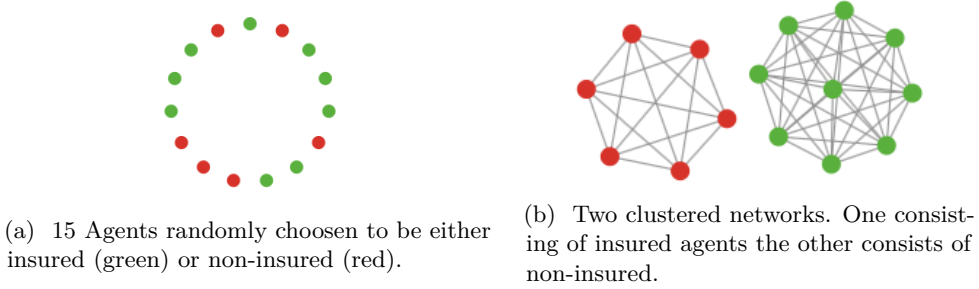 (a) 15 Agents randomly choosen to be either
insured (green) or non-insured (red).
(b) Two clustered networks. One consist-
ing of insured agents the other consists of
non-insured.